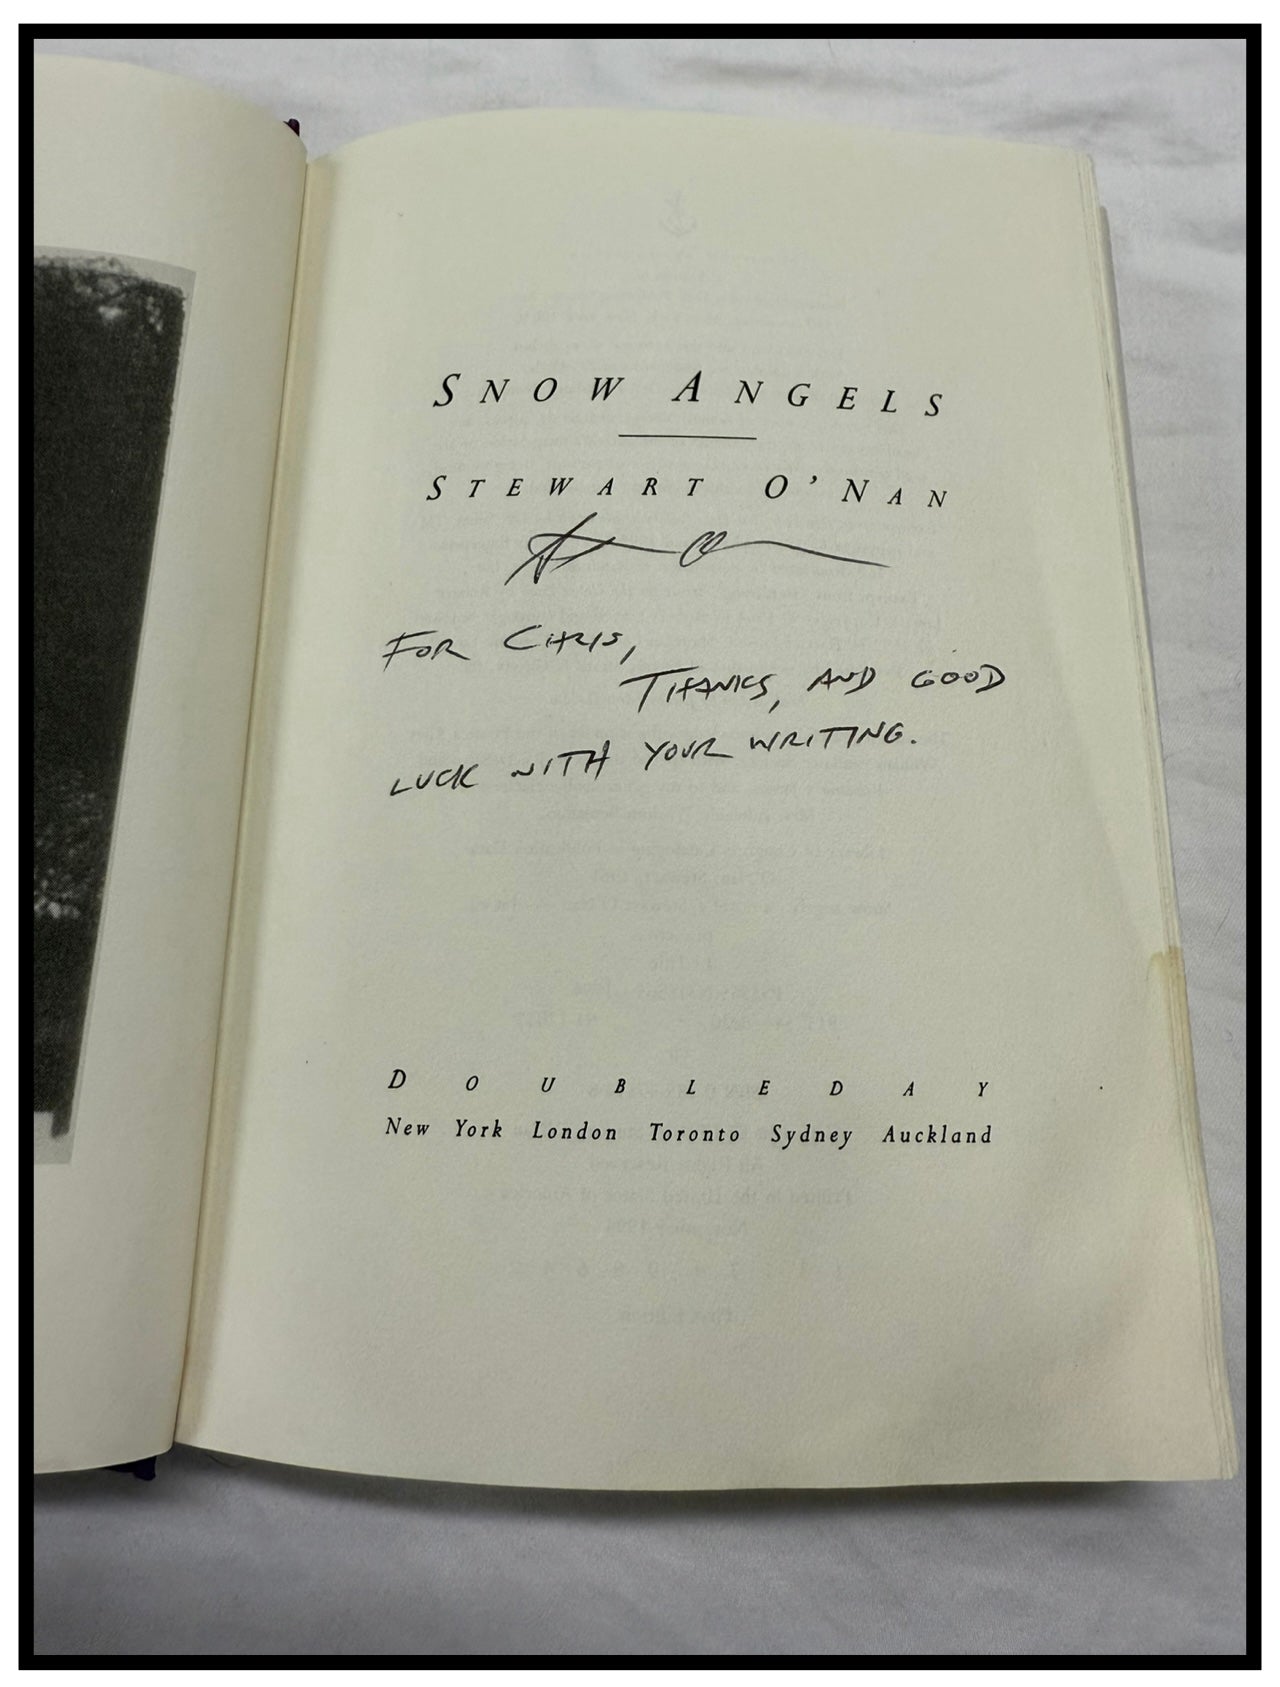 SNOW ANGELS
STEWART O'NAN
FOR CHRIS,
THANKS, AND GOOD
LUCK WITH YOUR WRITING.
DOUBLEDAY
New York London Toronto Sydney Auckland